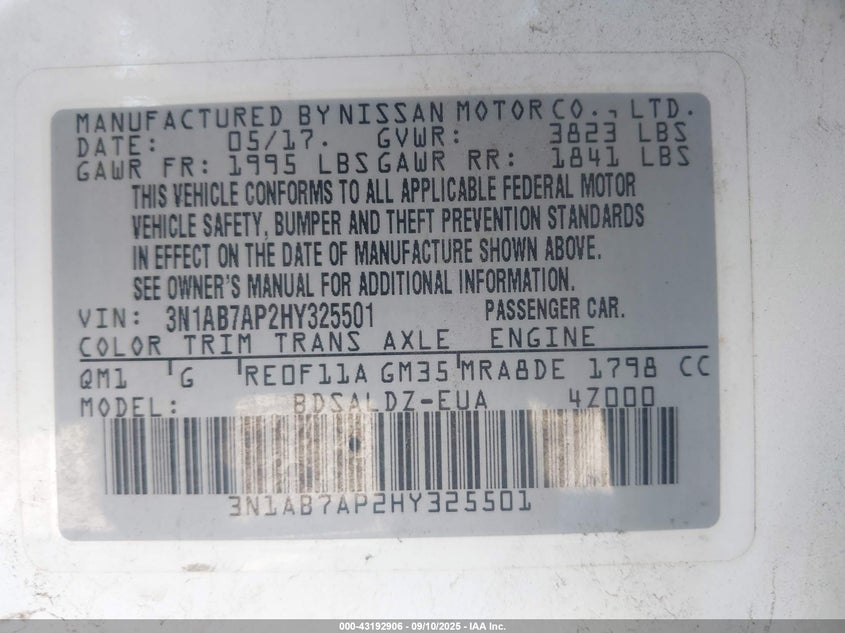 MANUFACTURED BY NISSAN MOTOR CO., LTD.
DATE: 05/17. GVWR: 3823 LBS
GAWR FR: 1995 LBS GAWR RR: 1841 LBS
THIS VEHICLE CONFORMS TO ALL APPLICABLE FEDERAL MOTOR
VEHICLE SAFETY, BUMPER AND THEFT PREVENTION STANDARDS
IN EFFECT ON THE DATE OF MANUFACTURE SHOWN ABOVE.
SEE OWNER'S MANUAL FOR ADDITIONAL INFORMATION.
VIN: 3N1AB7AP2HY325501 PASSENGER CAR.
COLOR TRIM TRANS AXLE ENGINE
QM1 G RE0F11A GM35 MRA8DE 1798 CC
MODEL: BDSALDZ-EUA 4Z000
3N1AB7AP2HY325501
000-43192906 - 09/10/2025 - IAA Inc.